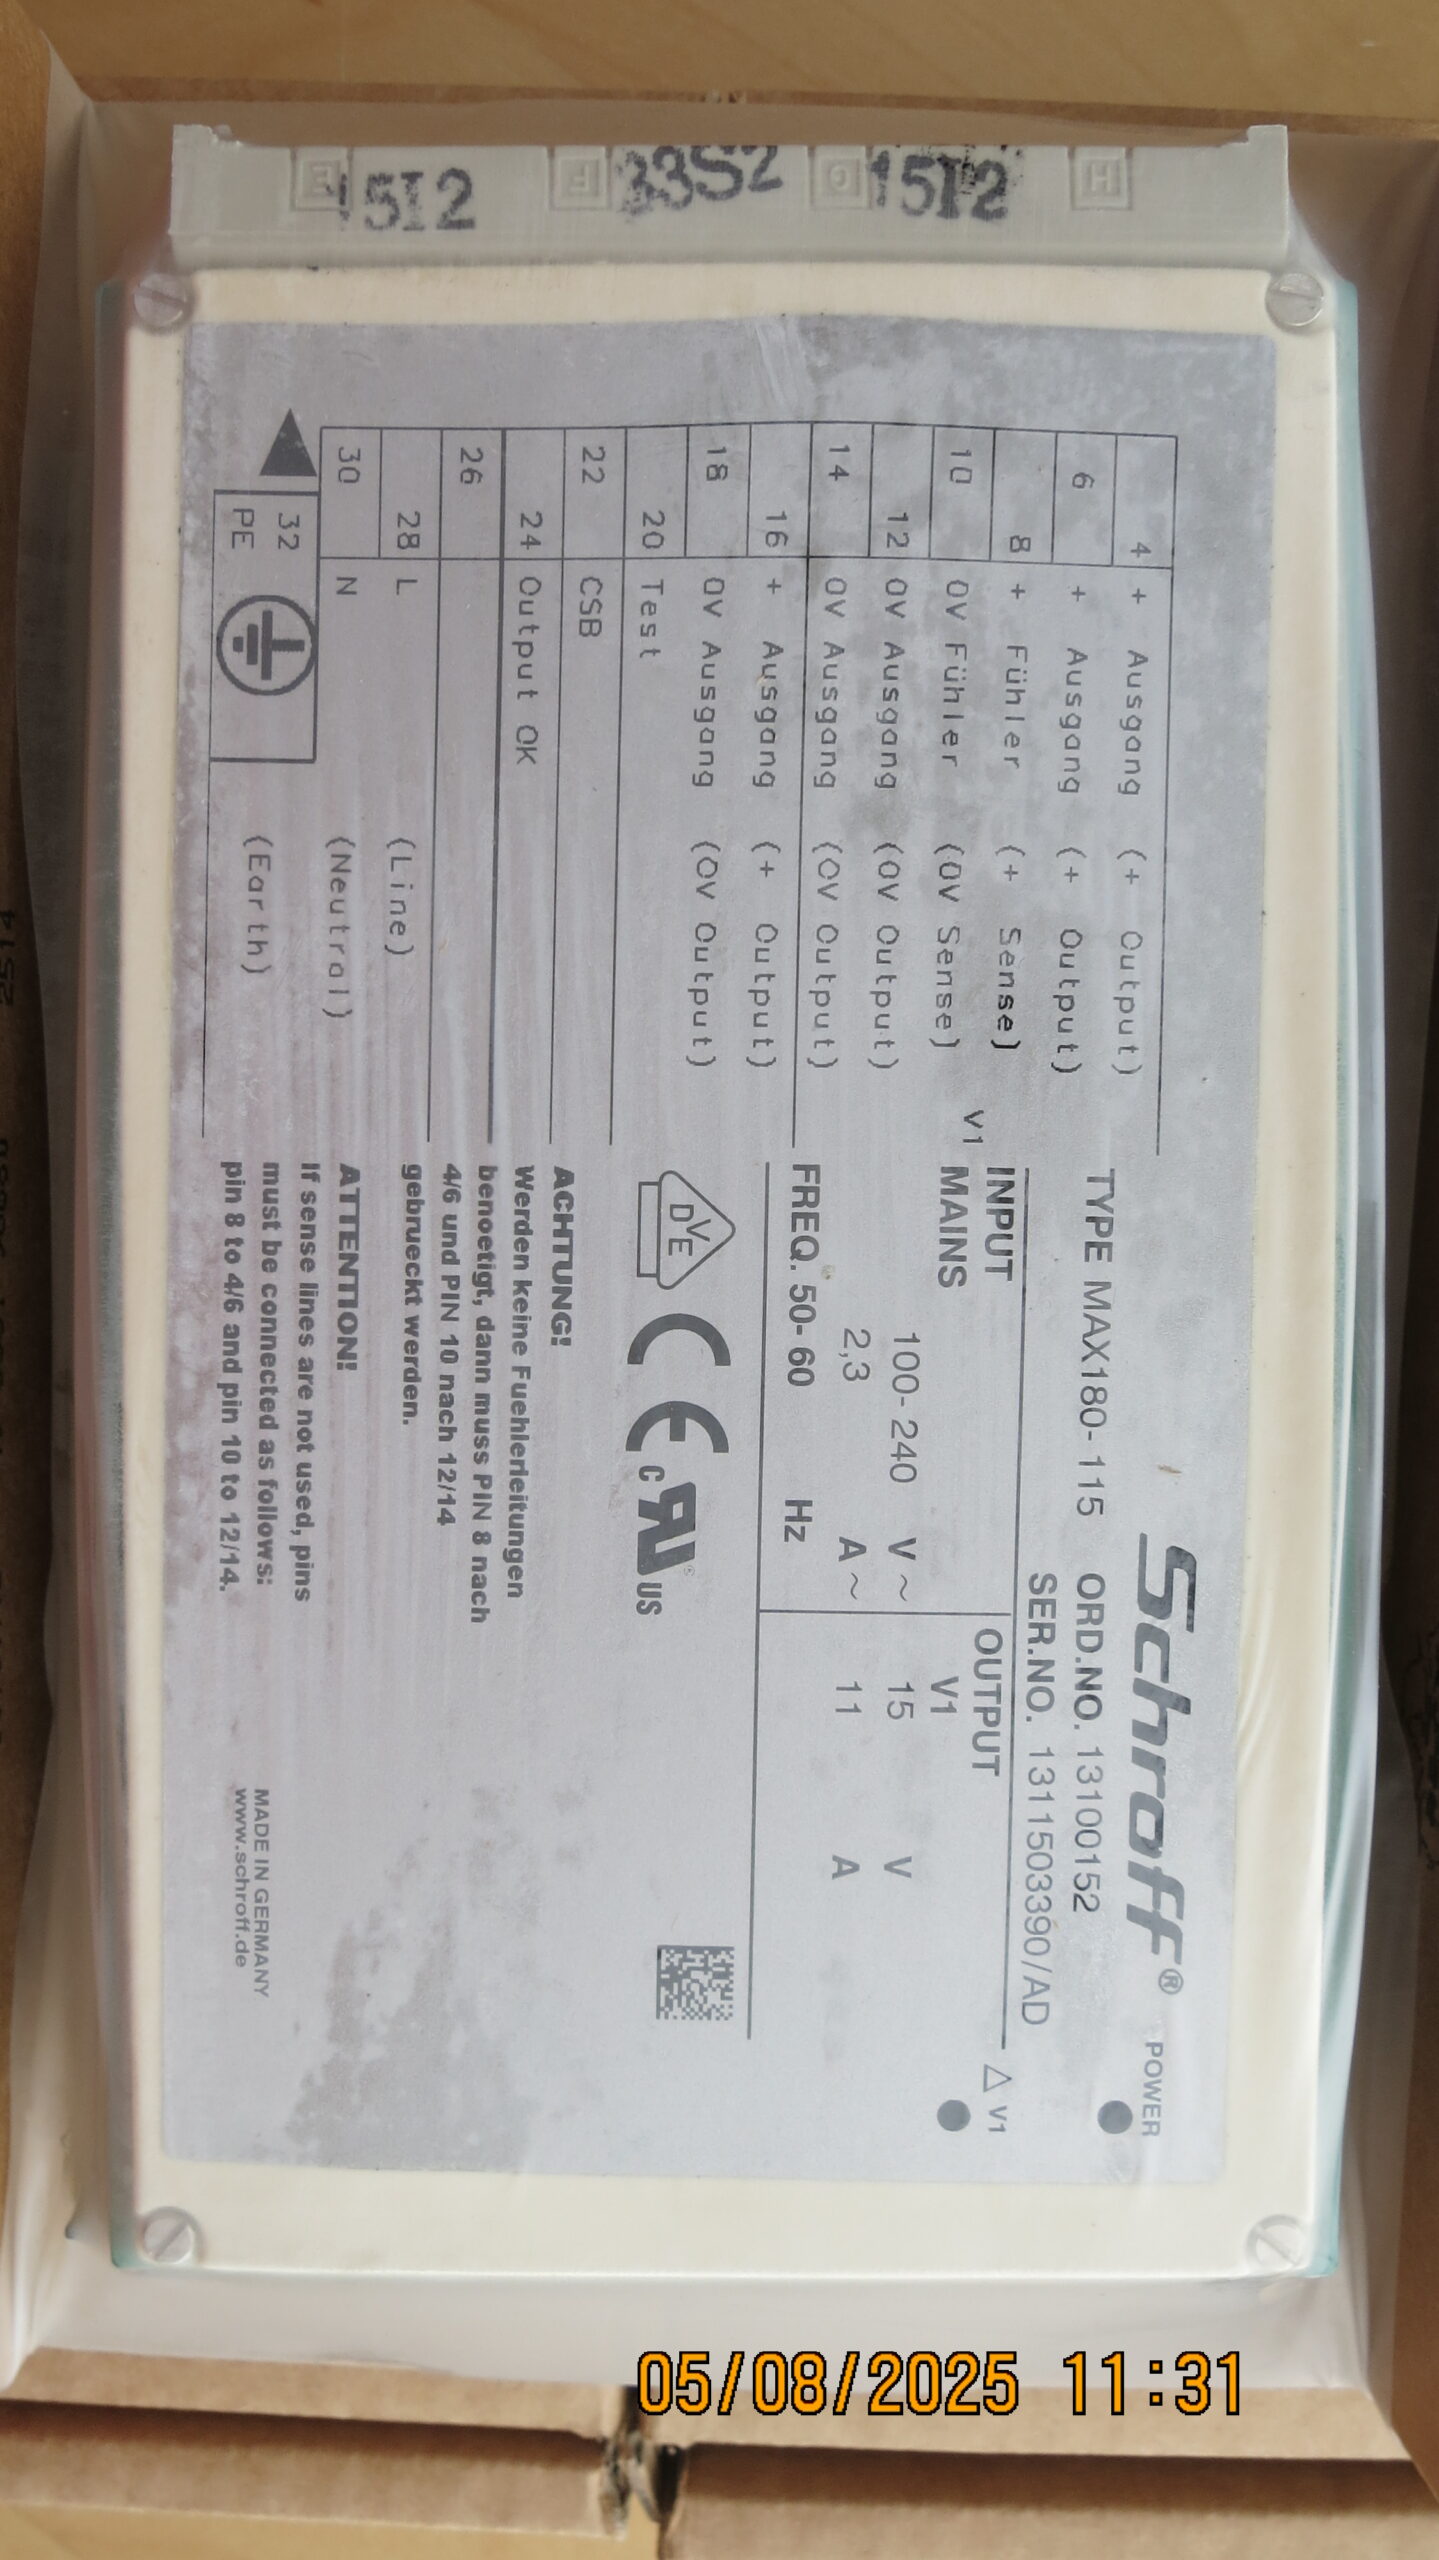 15I2 33S2 15I2
E F G H
4 + Ausgang (+ Output)
6 + Ausgang (+ Output)
8 + Fühler (+ Sense)
10 0V Fühler (0V Sense) V1
12 0V Ausgang (0V Output)
14 0V Ausgang (0V Output)
16 + Ausgang (+ Output)
18 0V Ausgang (0V Output)
20 Test
22 CSB
24 Output OK
26
28 L (Line)
30 N (Neutral)
32
PE (Earth)
Schroff®
POWER
TYPE MAX180-115 ORD.NO. 13100152
SER.NO. 1311503390/AD
INPUT OUTPUT
MAINS V1
△ V1
100-240 V~ 15 V
2,3 A~ 11 A
FREQ. 50-60 Hz
DVE CE c RU ® US
ACHTUNG!
Werden keine Fuehlerleitungen
benoetigt, dann muss PIN 8 nach
4/6 und PIN 10 nach 12/14
gebrueckt werden.
ATTENTION!
If sense lines are not used, pins
must be connected as follows:
pin 8 to 4/6 and pin 10 to 12/14.
MADE IN GERMANY
www.schroff.de
05/08/2025 11:31